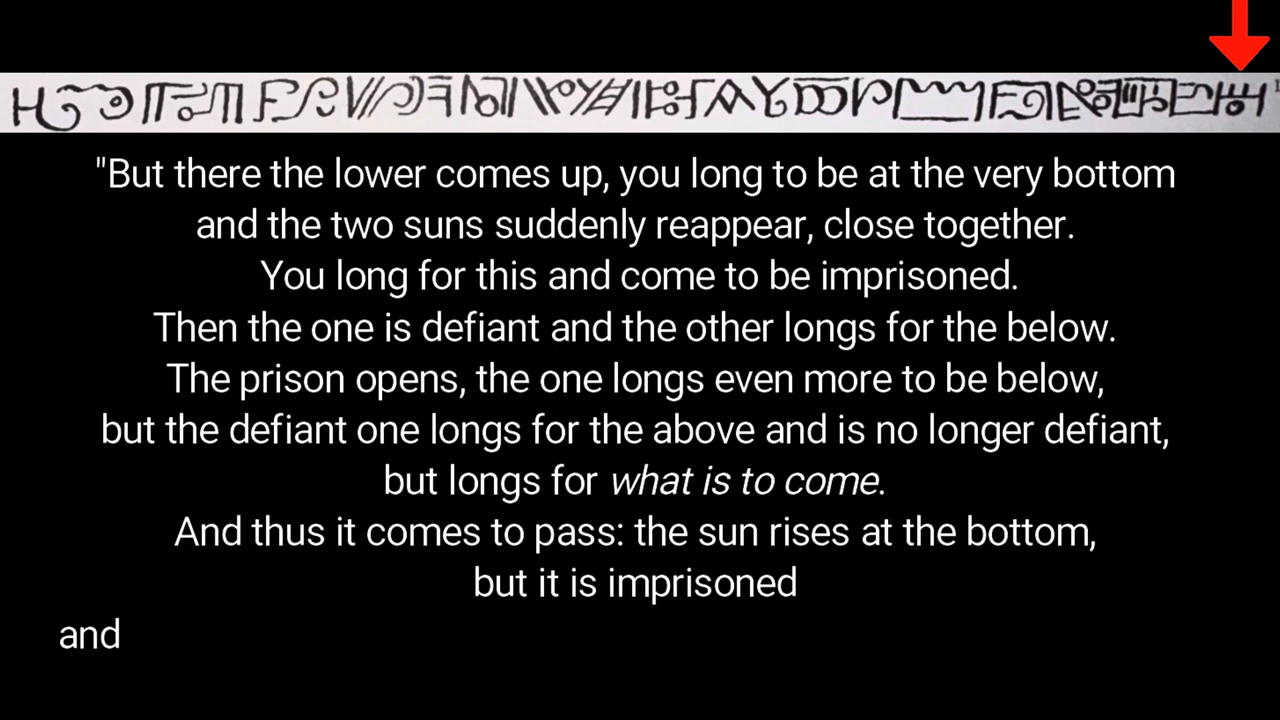 "But there the lower comes up, you long to be at the very bottom
and the two suns suddenly reappear, close together.
You long for this and come to be imprisoned.
Then the one is defiant and the other longs for the below.
The prison opens, the one longs even more to be below,
but the defiant one longs for the above and is no longer defiant,
but longs for what is to come.
And thus it comes to pass: the sun rises at the bottom,
but it is imprisoned
and